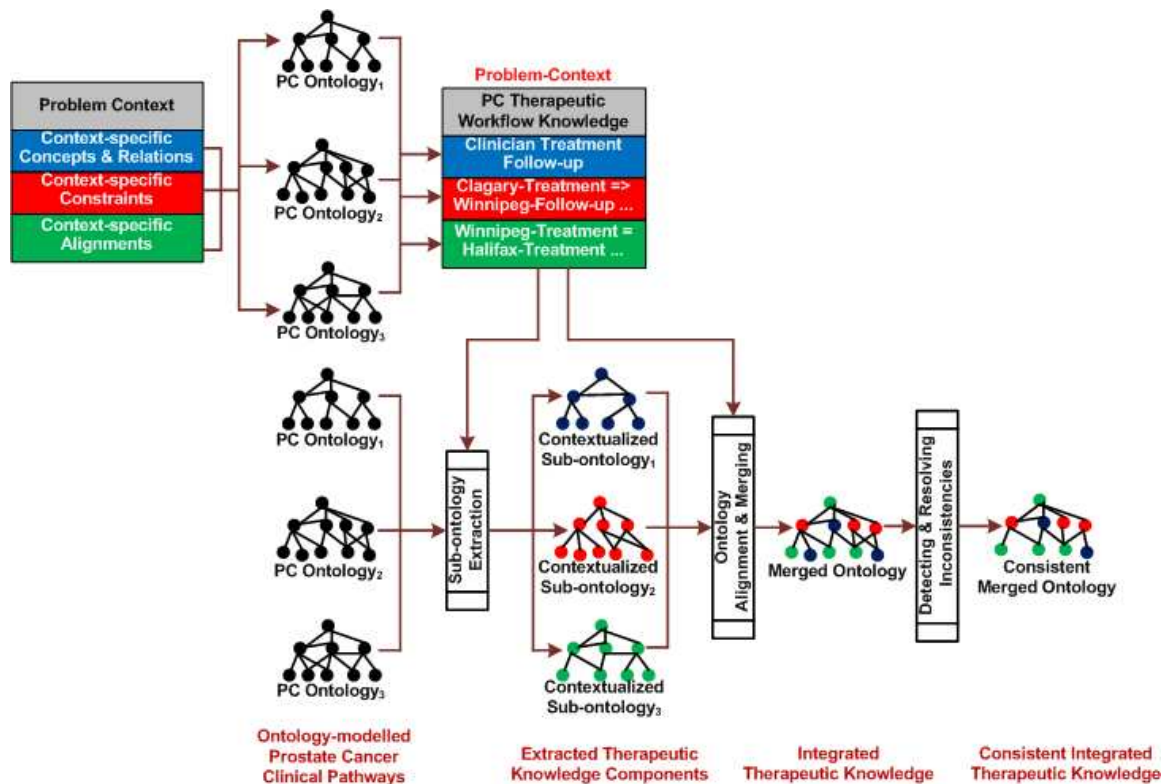 Problem Context
Context-specific
Concepts & Relations
Context-specific
Constraints
Context-specific
Alignments
PC Ontology1
PC Ontology2
PC Ontology3
Problem-Context
PC Therapeutic
Workflow Knowledge
Clinician Treatment
Follow-up
Clagary-Treatment =>
Winnipeg-Follow-up ...
Winnipeg-Treatment =
Halifax-Treatment ...
PC Ontology1
PC Ontology2
PC Ontology3
Sub-ontology
Extraction
Contextualized
Sub-ontology1
Contextualized
Sub-ontology2
Contextualized
Sub-ontology3
Ontology
Alignment & Merging
Merged Ontology
Detecting & Resolving
Inconsistencies
Consistent
Merged Ontology
Ontology-modelled
Prostate Cancer
Clinical Pathways
Extracted Therapeutic
Knowledge Components
Integrated
Therapeutic Knowledge
Consistent Integrated
Therapeutic Knowledge